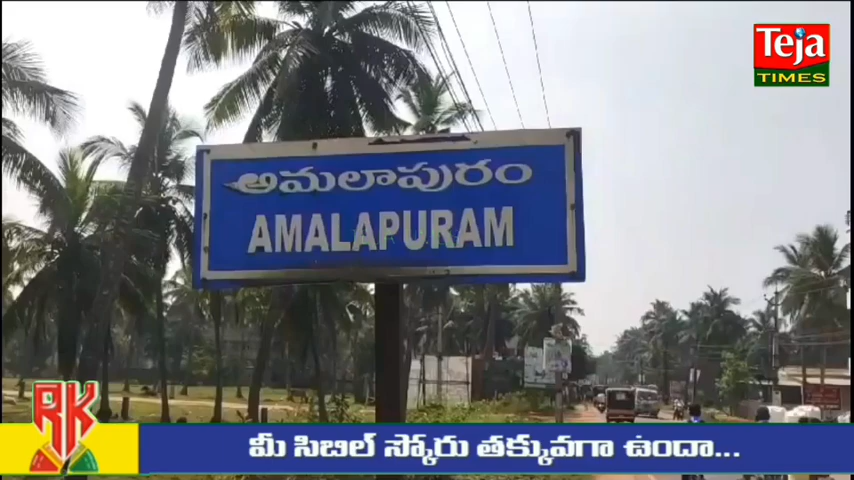 Teja
TIMES
అమలాపురం
AMALAPURAM
RK
మీ సిబిల్ స్కోరు తక్కువగా ఉందా...